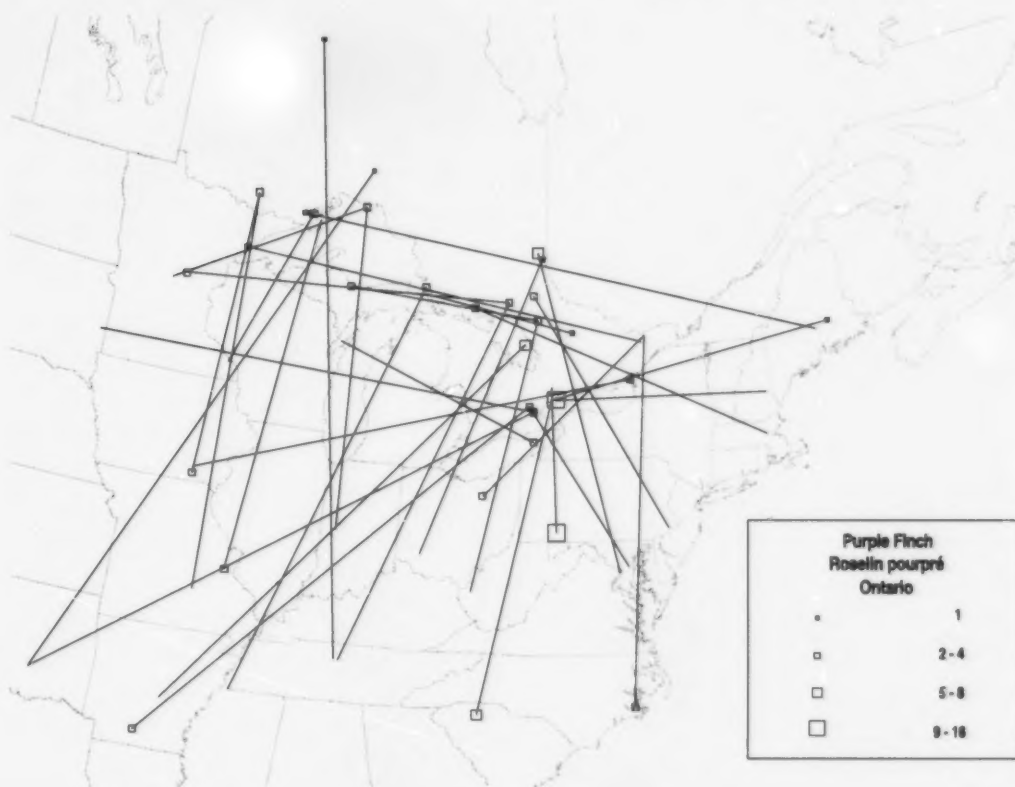 Purple Finch
Roselin pourpré
Ontario
1
2 - 4
5 - 8
9 - 16